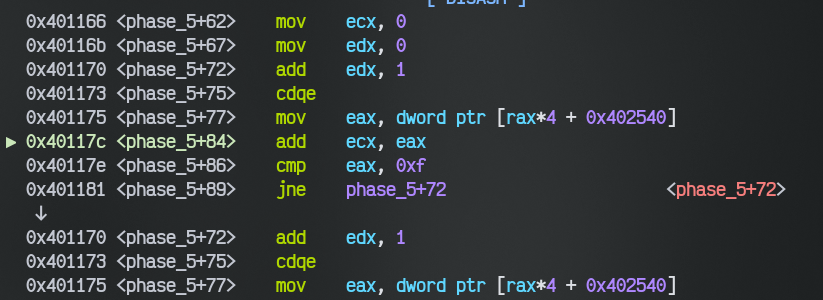 [ DISASM ]
0x401166 <phase_5+62> mov ecx, 0
0x40116b <phase_5+67> mov edx, 0
0x401170 <phase_5+72> add edx, 1
0x401173 <phase_5+75> cdqe
0x401175 <phase_5+77> mov eax, dword ptr [rax*4 + 0x402540]
► 0x40117c <phase_5+84> add ecx, eax
0x40117e <phase_5+86> cmp eax, 0xf
0x401181 <phase_5+89> jne phase_5+72 <phase_5+72>
↓
0x401170 <phase_5+72> add edx, 1
0x401173 <phase_5+75> cdqe
0x401175 <phase_5+77> mov eax, dword ptr [rax*4 + 0x402540]